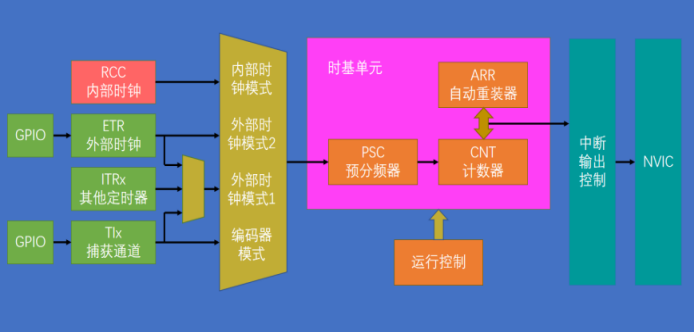 RCC
内部时钟
GPIO
ETR
外部时钟
ITRx
其他定时器
GPIO
TIx
捕获通道
内部时
钟模式
外部时
钟模式2
外部时
钟模式1
编码器
模式
时基单元
ARR
自动重装器
PSC
预分频器
CNT
计数器
运行控制
中断
输出
控制
NVIC